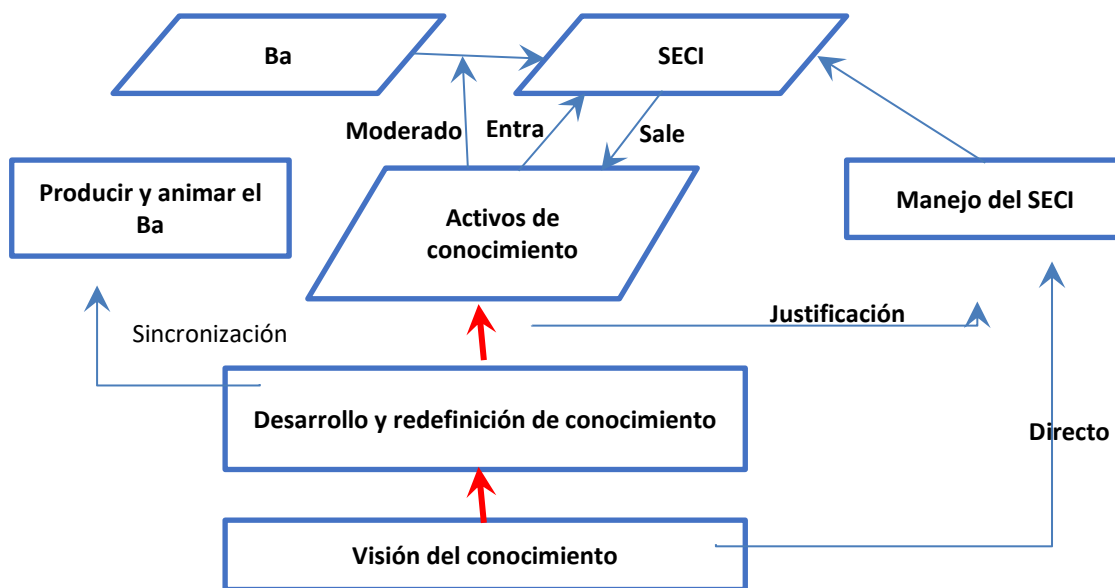 Ba
SECI
Moderado
Entra
Sale
Producir y animar el
Ba
Activos de
conocimiento
Manejo del SECI
Justificación
Sincronización
Desarrollo y redefinición de conocimiento
Directo
Visión del conocimiento